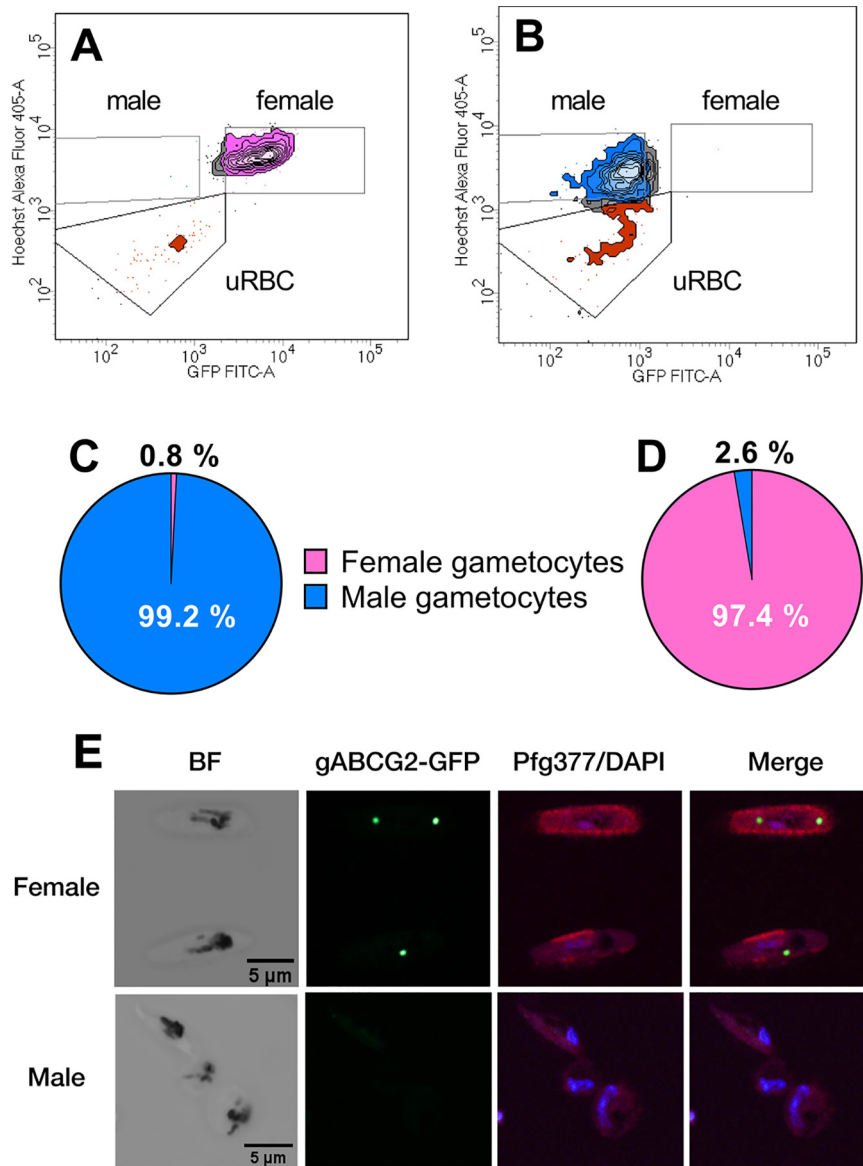 A
Hoechst Alexa Fluor 405-A
10^5
10^4
10^3
10^2
male
female
uRBC
10^2 10^3 10^4 10^5
GFP FITC-A
B
Hoechst Alexa Fluor 405-A
10^5
10^4
10^3
10^2
male
female
uRBC
10^2 10^3 10^4 10^5
GFP FITC-A
C
0.8 %
99.2 %
Female gametocytes
Male gametocytes
D
2.6 %
97.4 %
E
BF gABCG2-GFP Pfg377/DAPI Merge
Female
5 µm
Male
5 µm